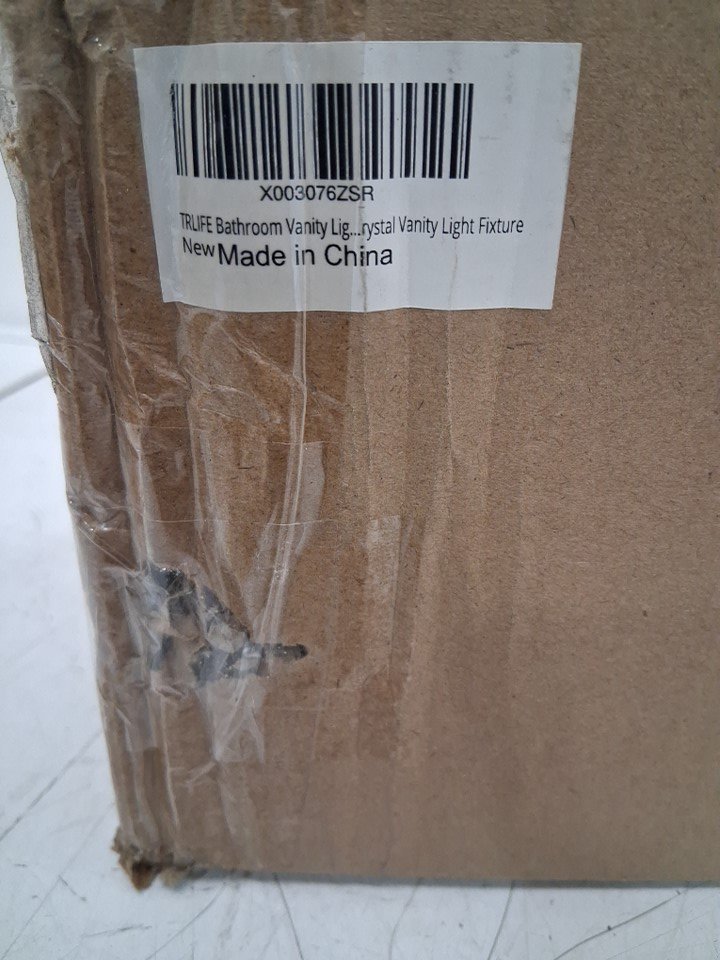 X003076ZSR
TRLIFE Bathroom Vanity Lig...rystal Vanity Light Fixture
New Made in China